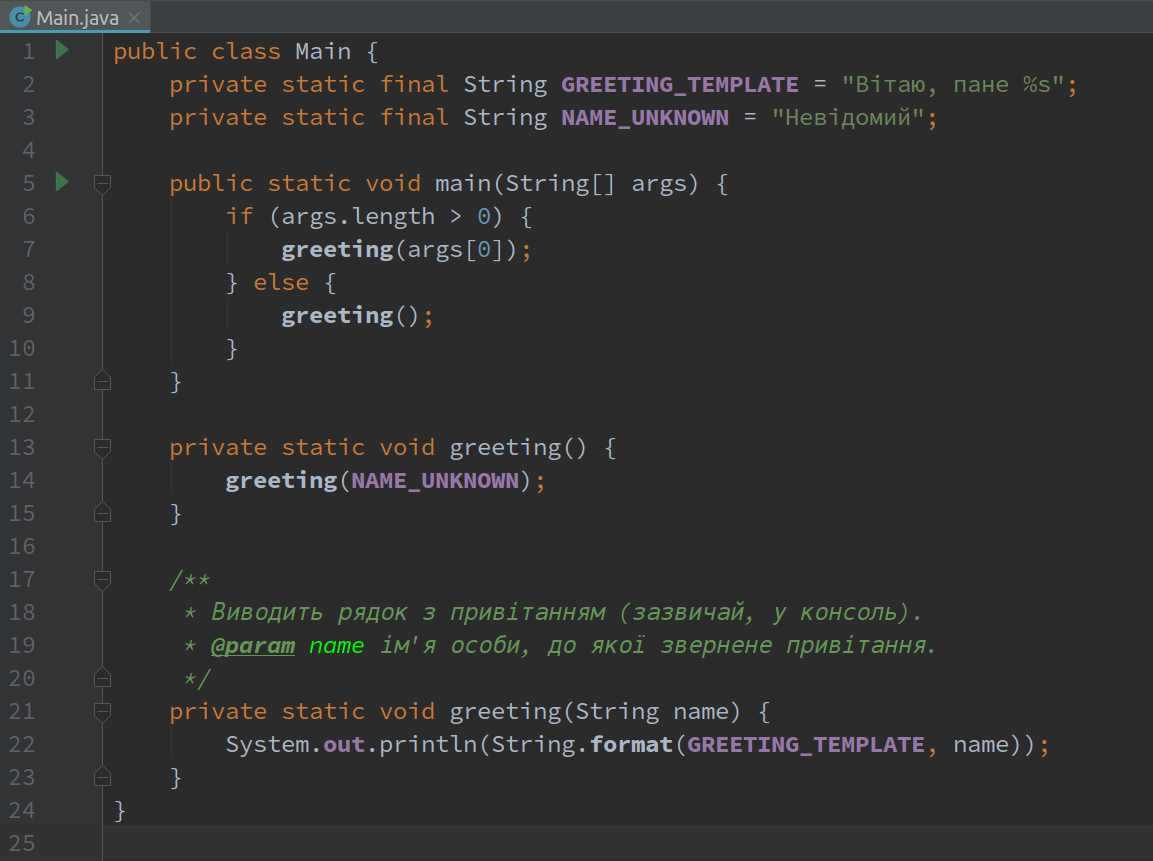 Main.java
1 public class Main {
2     private static final String GREETING_TEMPLATE = "Вітаю, пане %s";
3     private static final String NAME_UNKNOWN = "Невідомий";
4
5     public static void main(String[] args) {
6         if (args.length > 0) {
7             greeting(args[0]);
8         } else {
9             greeting();
10         }
11     }
12
13     private static void greeting() {
14         greeting(NAME_UNKNOWN);
15     }
16
17     /**
18      * Виводить рядок з привітанням (зазвичай, у консоль).
19      * @param name ім'я особи, до якої звернене привітання.
20      */
21     private static void greeting(String name) {
22         System.out.println(String.format(GREETING_TEMPLATE, name));
23     }
24 }
25